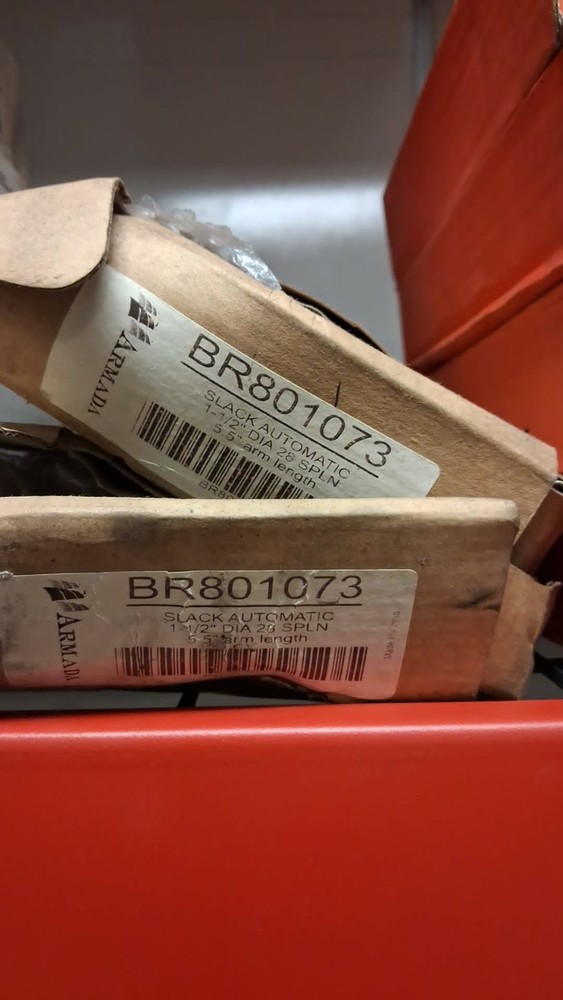 ARMADA
BR801073
SLACK AUTOMATIC
1-1/2" DIA 28 SPLN
5.5" arm length
ARMADA
BR801073
SLACK AUTOMATIC
1-1/2" DIA 28 SPLN
5.5" arm length